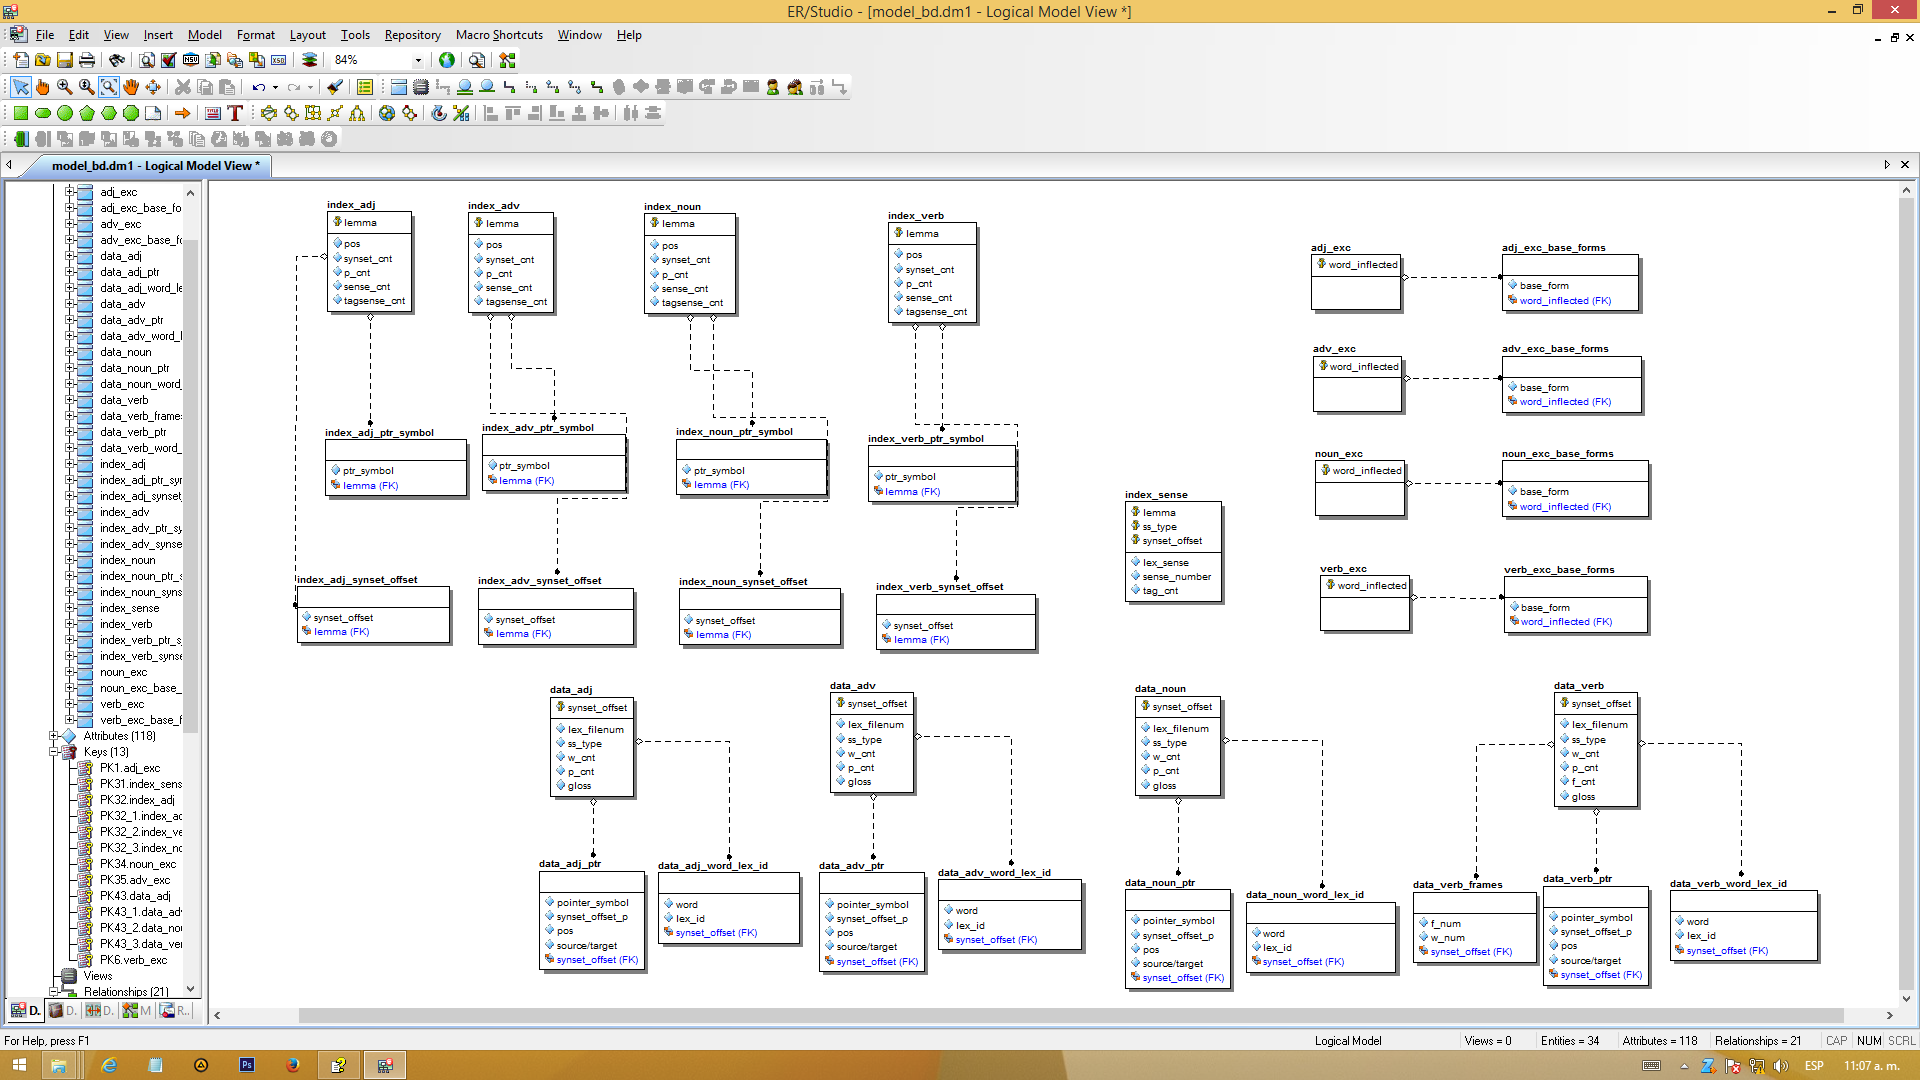 ER/Studio - [model_bd.dm1 - Logical Model View *]
File Edit View Insert Model Format Layout Tools Repository Macro Shortcuts Window Help
84%
model_bd.dm1 - Logical Model View *
adj_exc
adj_exc_base_fo
adv_exc
adv_exc_base_fo
data_adj
data_adj_ptr
data_adj_word_le
data_adv
data_adv_ptr
data_adv_word_l
data_noun
data_noun_ptr
data_noun_word_
data_verb
data_verb_frame
data_verb_ptr
data_verb_word_
index_adj
index_adj_ptr_sy
index_adj_synset
index_adv
index_adv_ptr_s
index_adv_synse
index_noun
index_noun_ptr_s
index_noun_syns
index_sense
index_verb
index_verb_ptr_s
index_verb_synse
noun_exc
noun_exc_base_
verb_exc
verb_exc_base_f
Attributes (118)
Keys (13)
PK1.adj_exc
PK31.index_sens
PK32.index_adj
PK32_1.index_ac
PK32_2.index_ve
PK32_3.index_nc
PK34.noun_exc
PK35.adv_exc
PK43.data_adj
PK43_1.data_adv
PK43_2.data_nou
PK43_3.data_ver
PK6.verb_exc
Views
Relationships (21)
D.. D. D. M R..
index_adj
lemma
pos
synset_cnt
p_cnt
sense_cnt
tagsense_cnt
index_adv
lemma
pos
synset_cnt
p_cnt
sense_cnt
tagsense_cnt
index_noun
lemma
pos
synset_cnt
p_cnt
sense_cnt
tagsense_cnt
index_verb
lemma
pos
synset_cnt
p_cnt
sense_cnt
tagsense_cnt
adj_exc
word_inflected
adj_exc_base_forms
base_form
word_inflected (FK)
adv_exc
word_inflected
adv_exc_base_forms
base_form
word_inflected (FK)
noun_exc
word_inflected
noun_exc_base_forms
base_form
word_inflected (FK)
verb_exc
word_inflected
verb_exc_base_forms
base_form
word_inflected (FK)
index_adj_ptr_symbol
ptr_symbol
lemma (FK)
index_adv_ptr_symbol
ptr_symbol
lemma (FK)
index_noun_ptr_symbol
ptr_symbol
lemma (FK)
index_verb_ptr_symbol
ptr_symbol
lemma (FK)
index_sense
lemma
ss_type
synset_offset
lex_sense
sense_number
tag_cnt
index_adj_synset_offset
synset_offset
lemma (FK)
index_adv_synset_offset
synset_offset
lemma (FK)
index_noun_synset_offset
synset_offset
lemma (FK)
index_verb_synset_offset
synset_offset
lemma (FK)
data_adj
synset_offset
lex_filenum
ss_type
w_cnt
p_cnt
gloss
data_adv
synset_offset
lex_filenum
ss_type
w_cnt
p_cnt
gloss
data_noun
synset_offset
lex_filenum
ss_type
w_cnt
p_cnt
gloss
data_verb
synset_offset
lex_filenum
ss_type
w_cnt
p_cnt
f_cnt
gloss
data_adj_ptr
pointer_symbol
synset_offset_p
pos
source/target
synset_offset (FK)
data_adj_word_lex_id
word
lex_id
synset_offset (FK)
data_adv_ptr
pointer_symbol
synset_offset_p
pos
source/target
synset_offset (FK)
data_adv_word_lex_id
word
lex_id
synset_offset (FK)
data_noun_ptr
pointer_symbol
synset_offset_p
pos
source/target
synset_offset (FK)
data_noun_word_lex_id
word
lex_id
synset_offset (FK)
data_verb_frames
f_num
w_num
synset_offset (FK)
data_verb_ptr
pointer_symbol
synset_offset_p
pos
source/target
synset_offset (FK)
data_verb_word_lex_id
word
lex_id
synset_offset (FK)
For Help, press F1
Logical Model Views = 0 Entities = 34 Attributes = 118 Relationships = 21 CAP NUM SCRL
Ps ESP 11:07 a. m.